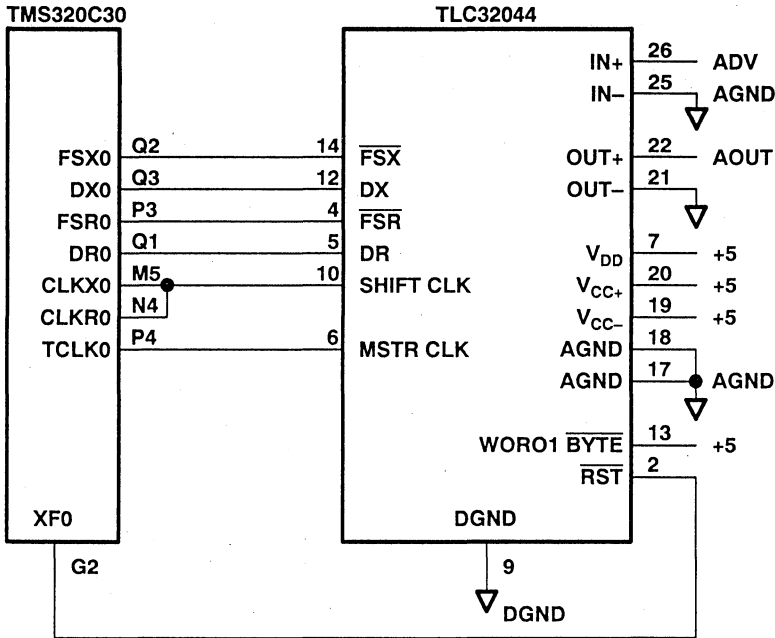 TMS320C30 TLC32044
IN+ 26 ADV
IN– 25 AGND
FSX0 Q2 14 FSX OUT+ 22 AOUT
DX0 Q3 12 DX OUT– 21
FSR0 P3 4 FSR
DR0 Q1 5 DR VDD 7 +5
CLKX0 M5 10 SHIFT CLK VCC+ 20 +5
CLKR0 N4 VCC– 19 +5
TCLK0 P4 6 MSTR CLK AGND 18
AGND 17 AGND
WORO1 BYTE 13 +5
RST 2
XF0 DGND
G2 9
DGND